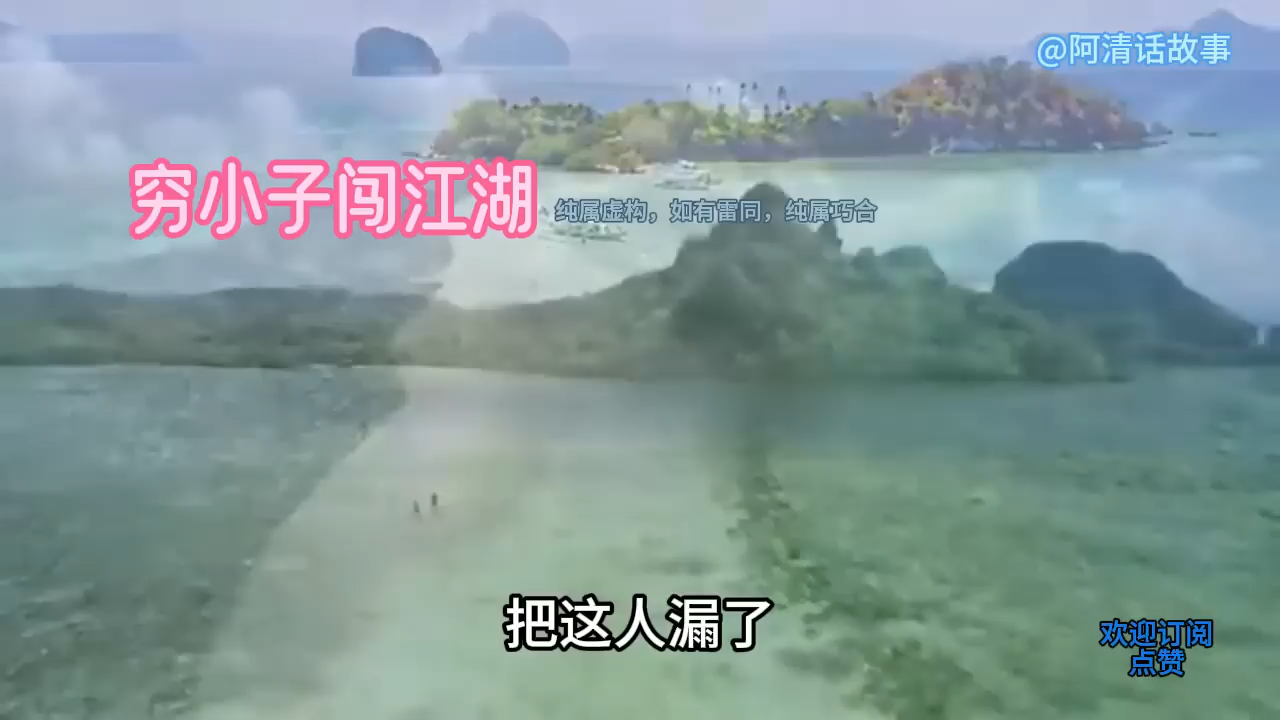 @阿清话故事
穷小子闯江湖
纯属虚构，如有雷同，纯属巧合
把这人漏了
欢迎订阅
点赞